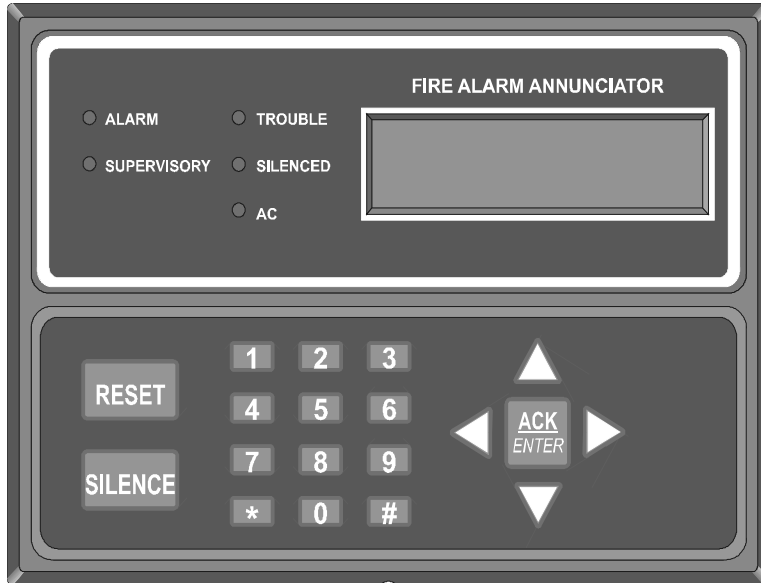 FIRE ALARM ANNUNCIATOR
ALARM
TROUBLE
SUPERVISORY
SILENCED
AC
RESET
SILENCE
1 2 3
4 5 6
7 8 9
* 0 #
ACK
ENTER